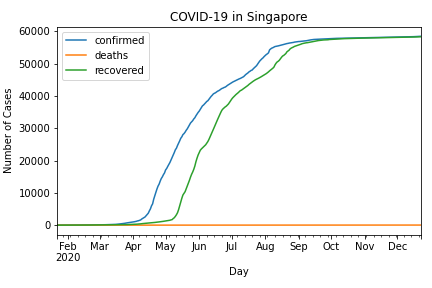 COVID-19 in Singapore
confirmed
deaths
recovered
60000
50000
40000
30000
20000
10000
0
Number of Cases
Feb Mar Apr May Jun Jul Aug Sep Oct Nov Dec
2020
Day